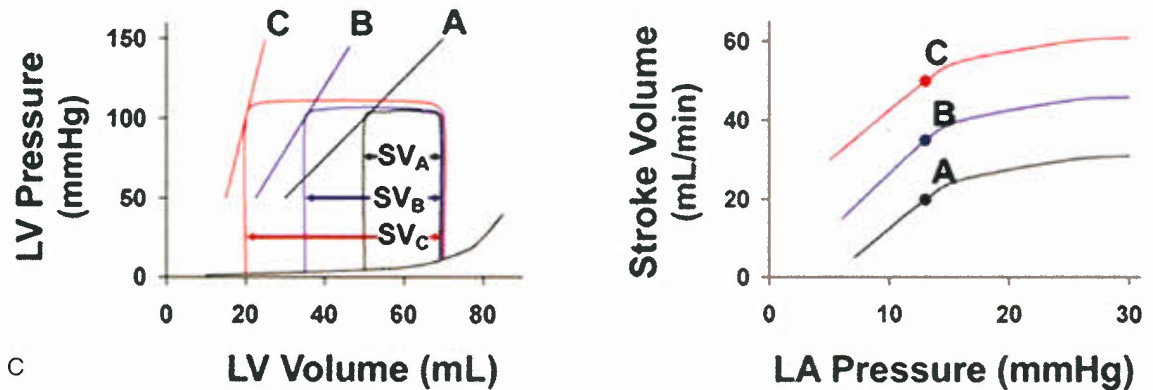 C B A
150
100
50
0
LV Pressure
(mmHg)
SVA
SVB
SVC
0 20 40 60 80
LV Volume (mL)
C
60
40
20
0
Stroke Volume
(mL/min)
C
B
A
0 10 20 30
LA Pressure (mmHg)